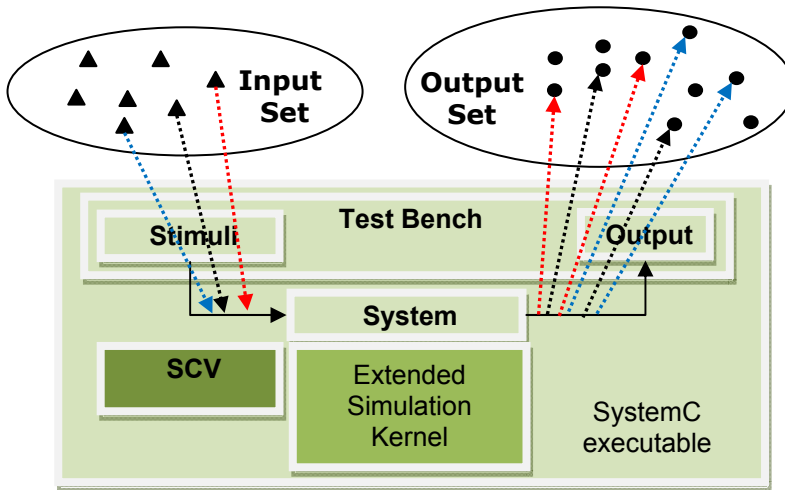 Input
Set
Output
Set
Test Bench
Stimuli
Output
System
SCV
Extended
Simulation
Kernel
SystemC
executable